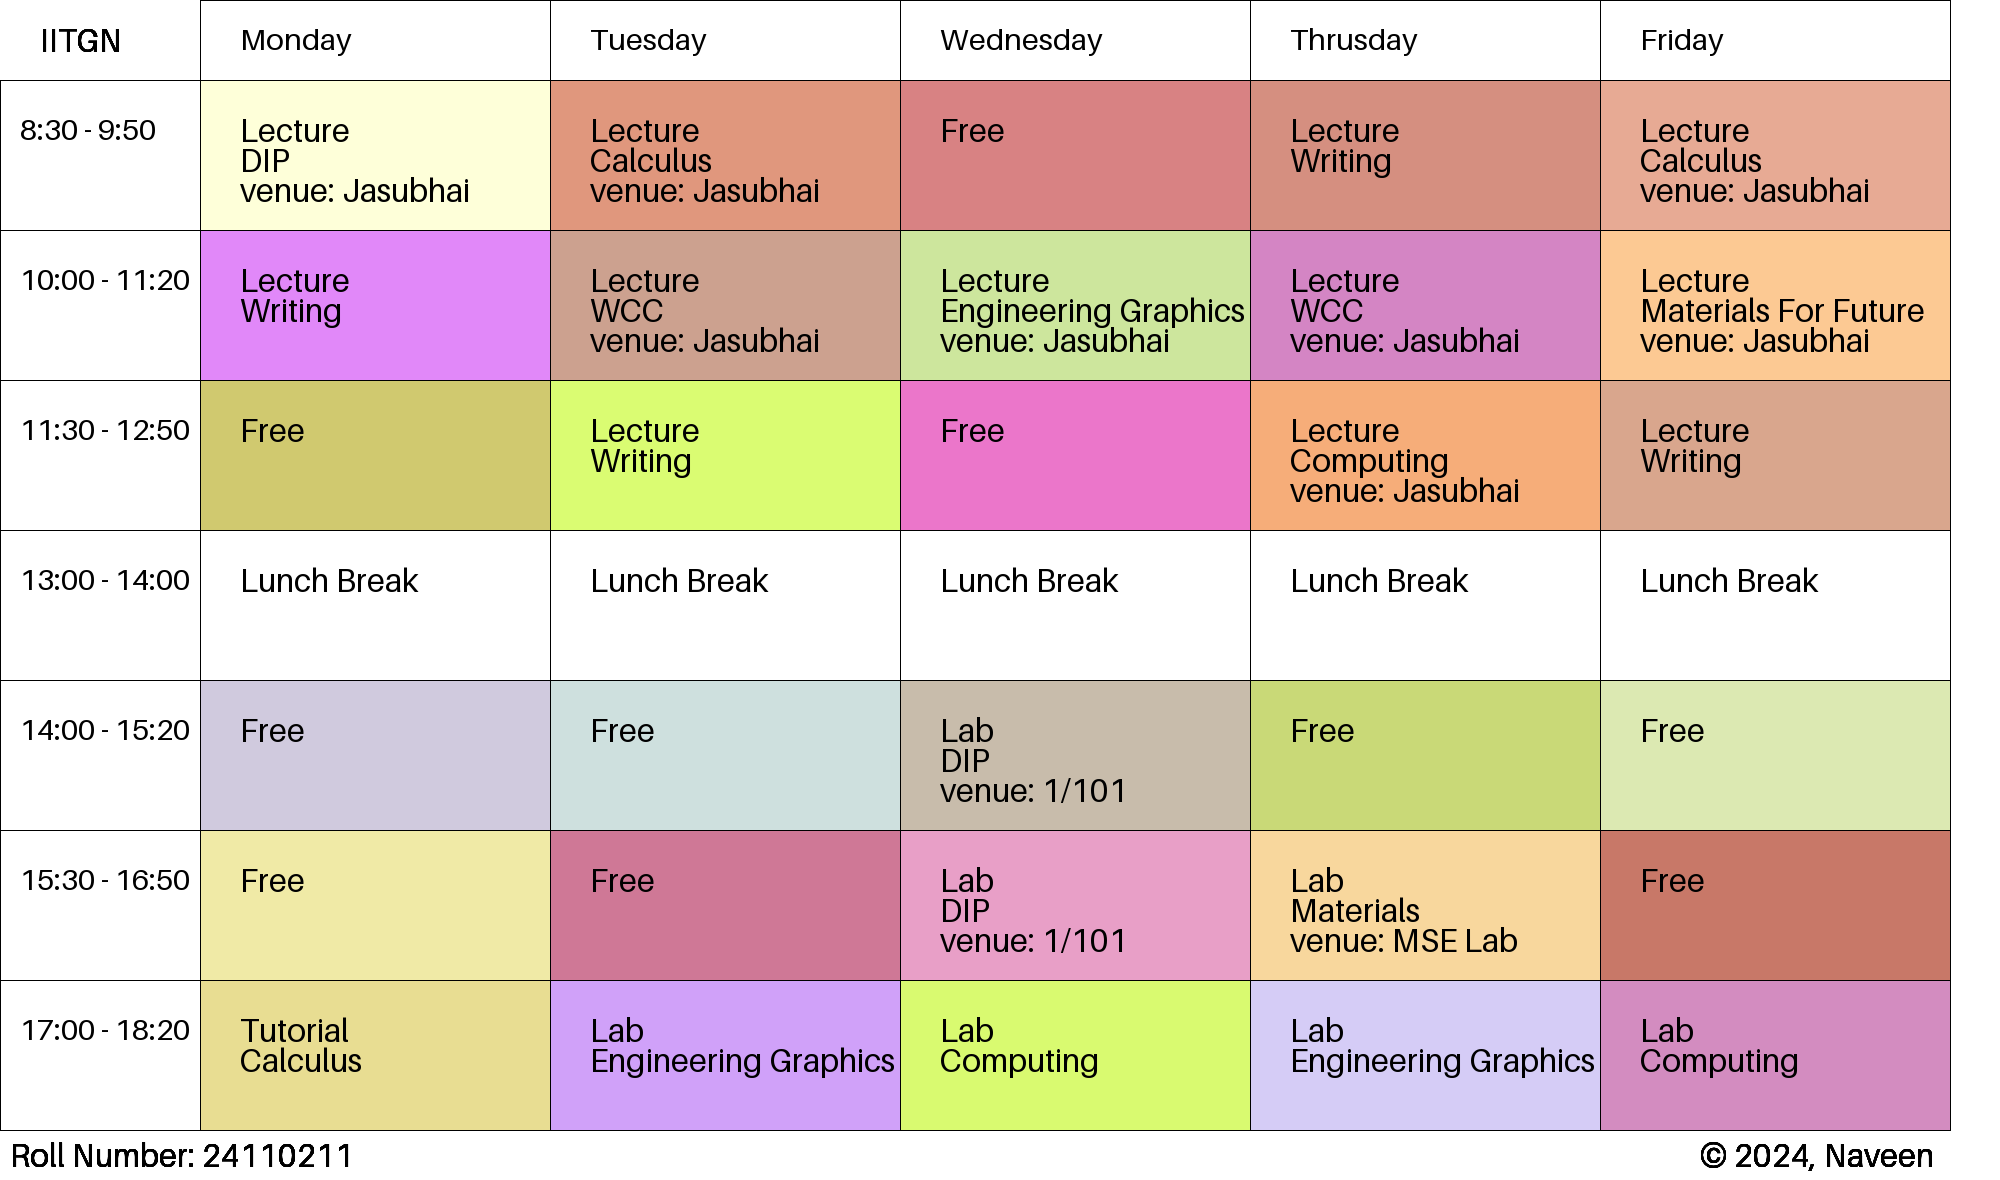 IITGN Monday Tuesday Wednesday Thrusday Friday
8:30 - 9:50
Lecture
DIP
venue: Jasubhai
Lecture
Calculus
venue: Jasubhai
Free
Lecture
Writing
Lecture
Calculus
venue: Jasubhai
10:00 - 11:20
Lecture
Writing
Lecture
WCC
venue: Jasubhai
Lecture
Engineering Graphics
venue: Jasubhai
Lecture
WCC
venue: Jasubhai
Lecture
Materials For Future
venue: Jasubhai
11:30 - 12:50
Free
Lecture
Writing
Free
Lecture
Computing
venue: Jasubhai
Lecture
Writing
13:00 - 14:00
Lunch Break
Lunch Break
Lunch Break
Lunch Break
Lunch Break
14:00 - 15:20
Free
Free
Lab
DIP
venue: 1/101
Free
Free
15:30 - 16:50
Free
Free
Lab
DIP
venue: 1/101
Lab
Materials
venue: MSE Lab
Free
17:00 - 18:20
Tutorial
Calculus
Lab
Engineering Graphics
Lab
Computing
Lab
Engineering Graphics
Lab
Computing
Roll Number: 24110211
© 2024, Naveen